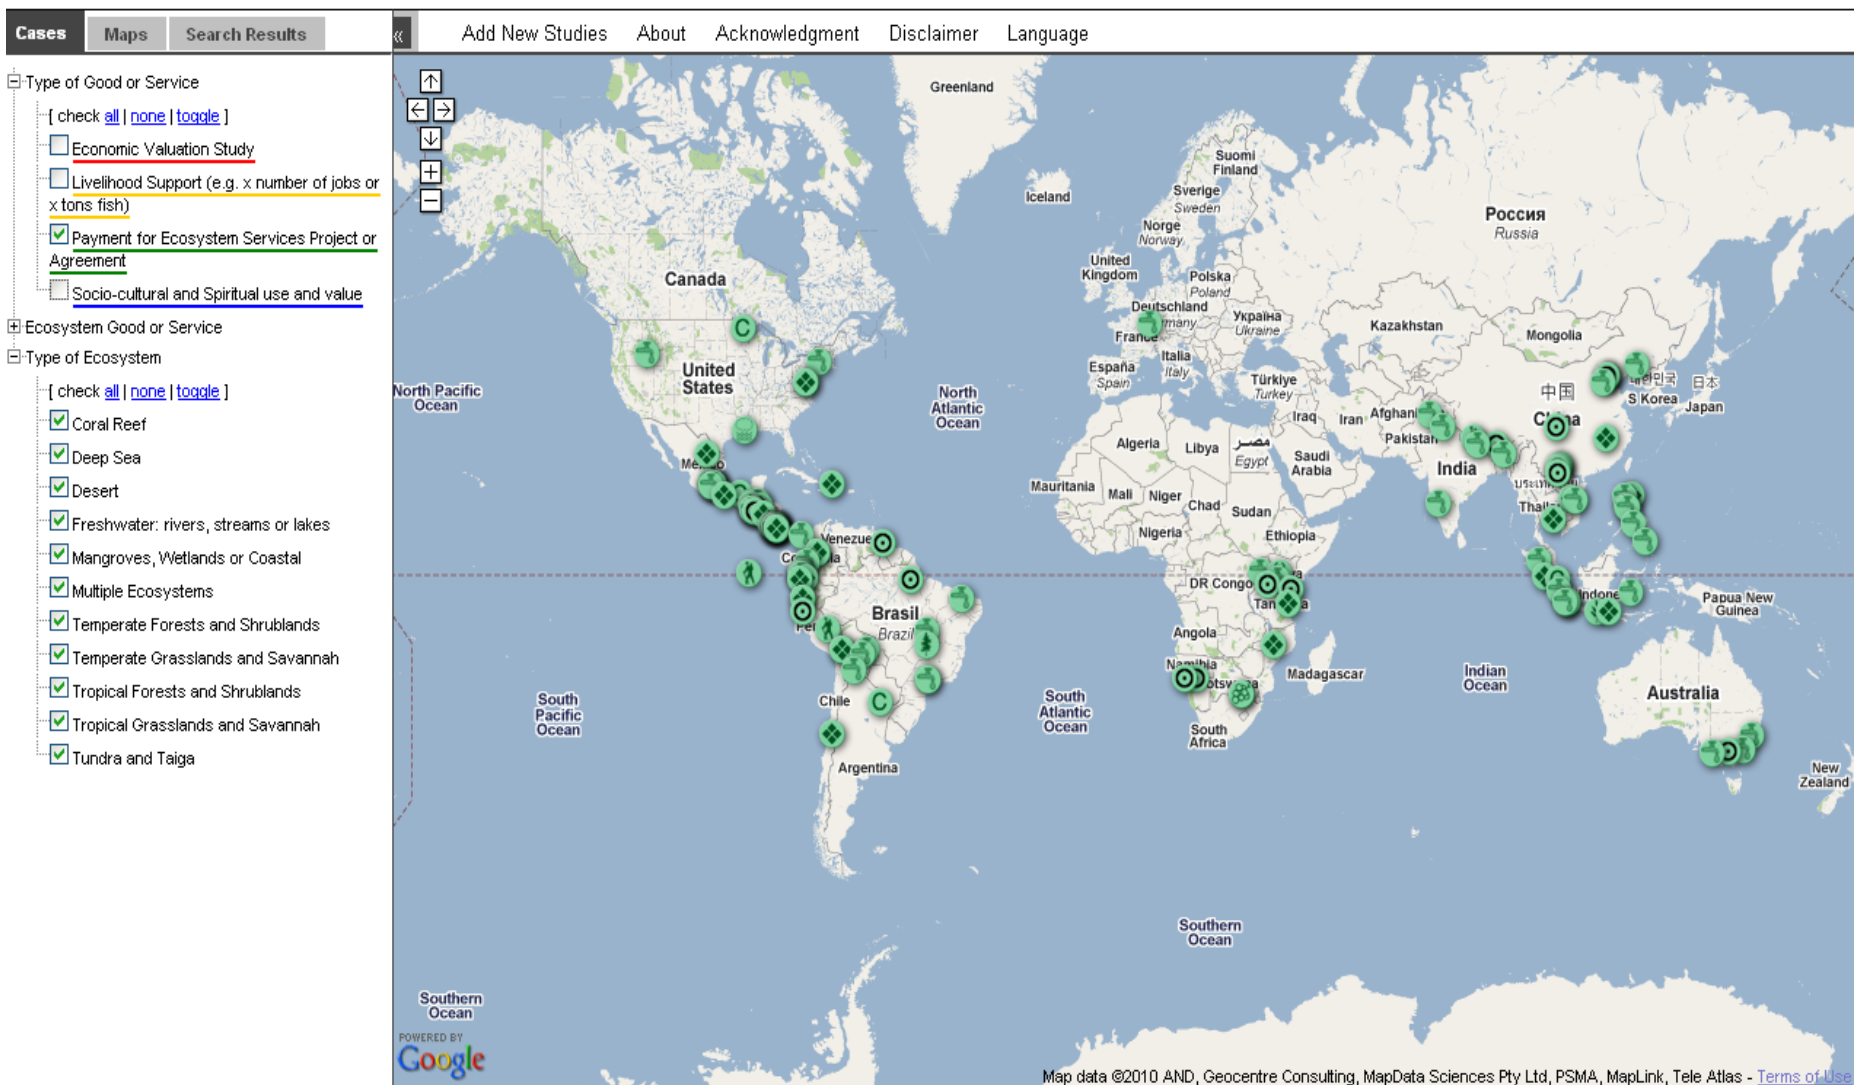 Cases
Maps
Search Results
«
Add New Studies
About
Acknowledgment
Disclaimer
Language
Type of Good or Service
[ check all | none | toggle ]
Economic Valuation Study
Livelihood Support (e.g. x number of jobs or
x tons fish)
Payment for Ecosystem Services Project or
Agreement
Socio-cultural and Spiritual use and value
Ecosystem Good or Service
Type of Ecosystem
[ check all | none | toggle ]
Coral Reef
Deep Sea
Desert
Freshwater: rivers, streams or lakes
Mangroves, Wetlands or Coastal
Multiple Ecosystems
Temperate Forests and Shrublands
Temperate Grasslands and Savannah
Tropical Forests and Shrublands
Tropical Grasslands and Savannah
Tundra and Taiga
Greenland
Iceland
Suomi
Finland
Sverige
Sweden
Norge
Norway
Россия
Russia
United
Kingdom
Polska
Poland
Deutschland
France
Україна
Ukraine
Kazakhstan
Mongolia
Italia
Italy
España
Spain
Türkiye
Turkey
Canada
C
United
States
North Pacific
Ocean
North
Atlantic
Ocean
中国
日本
S Korea
Japan
Iraq
Iran
Pakistan
India
Algeria
Libya
مصر
Egypt
Saudi
Arabia
Mauritania
Mali
Niger
Chad
Sudan
Nigeria
Ethiopia
DR Congo
Angola
Namibia
Madagascar
South
Africa
Brasil
Brazil
Chile
C
Argentina
South
Pacific
Ocean
South
Atlantic
Ocean
Indian
Ocean
Papua New
Guinea
Australia
New
Zealand
Southern
Ocean
Southern
Ocean
POWERED BY
Google
Map data ©2010 AND, Geocentre Consulting, MapData Sciences Pty Ltd, PSMA, MapLink, Tele Atlas - Terms of Use